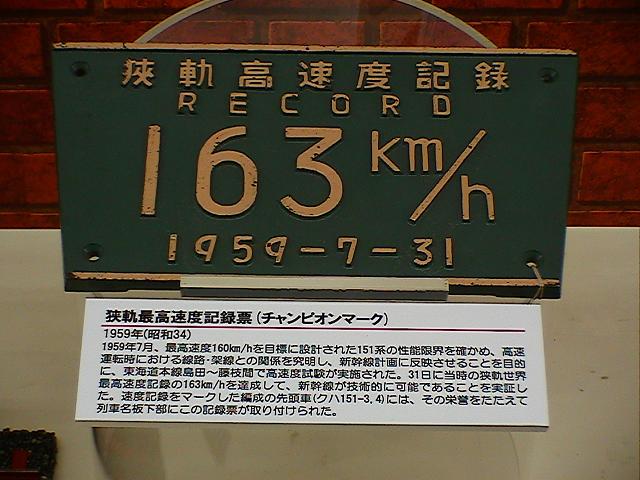 狭軌高速度記録
RECORD
163km/h
1959-7-31
狭軌最高速度記録票(チャンピオンマーク)
1959年(昭和34)
1959年7月、最高速度160km/hを目標に設計された151系の性能限界を確かめ、高速
運転時における線路・架線との関係を究明し、新幹線計画に反映させることを目的
に、東海道本線島田〜藤枝間で高速度試験が実施された。31日に当時の狭軌世界
最高速度記録の163km/hを達成して、新幹線が技術的に可能であることを実証し
た。速度記録をマークした編成の先頭車(クハ151-3,4)には、その栄誉をたたえて
列車名板下部にこの記録票が取り付けられた。